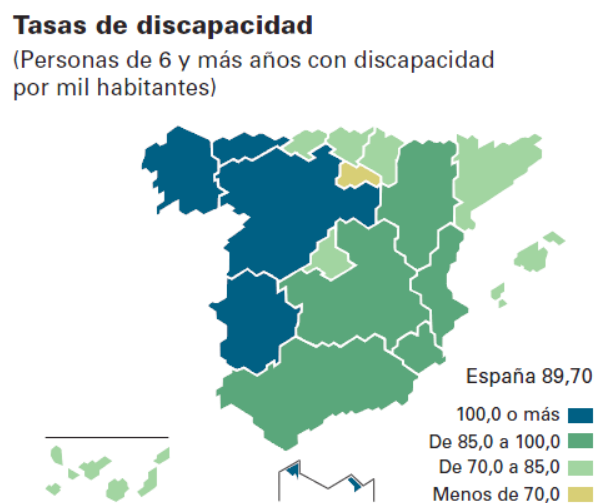 Tasas de discapacidad
(Personas de 6 y más años con discapacidad
por mil habitantes)
España 89,70
100,0 o más
De 85,0 a 100,0
De 70,0 a 85,0
Menos de 70,0